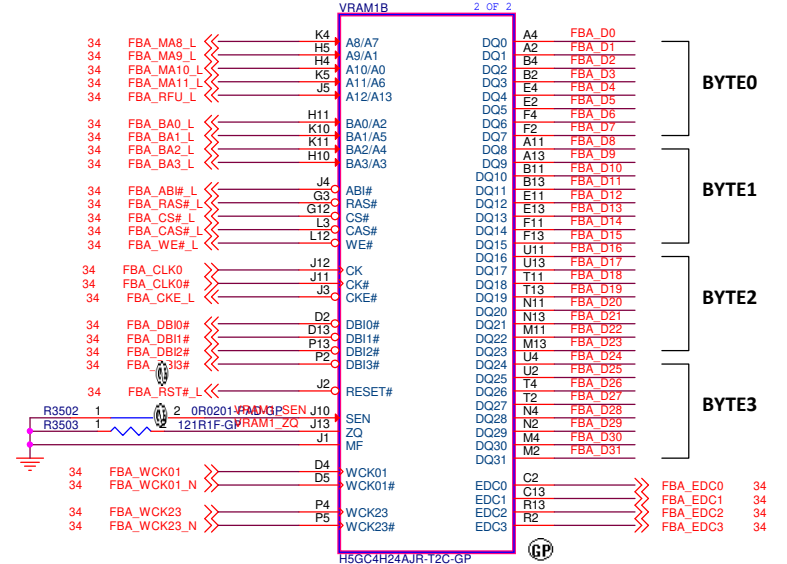 VRAM1B 2 OF 2
34 FBA_MA8_L K4 A8/A7 DQ0 A4 FBA_D0
34 FBA_MA9_L H5 A9/A1 DQ1 A2 FBA_D1
34 FBA_MA10_L H4 A10/A0 DQ2 B4 FBA_D2
34 FBA_MA11_L K5 A11/A6 DQ3 B2 FBA_D3
34 FBA_RFU_L J5 A12/A13 DQ4 E4 FBA_D4
DQ5 E2 FBA_D5
34 FBA_BA0_L H11 BA0/A2 DQ6 F4 FBA_D6
34 FBA_BA1_L K10 BA1/A5 DQ7 F2 FBA_D7
BYTE0
34 FBA_BA2_L K11 BA2/A4 DQ8 A11 FBA_D8
34 FBA_BA3_L H10 BA3/A3 DQ9 A13 FBA_D9
DQ10 B11 FBA_D10
34 FBA_ABI#_L J4 ABI# DQ11 B13 FBA_D11
34 FBA_RAS#_L G3 RAS# DQ12 E11 FBA_D12
34 FBA_CS#_L G12 CS# DQ13 E13 FBA_D13
34 FBA_CAS#_L L3 CAS# DQ14 F11 FBA_D14
34 FBA_WE#_L L12 WE# DQ15 F13 FBA_D15
BYTE1
DQ16 U11 FBA_D16
34 FBA_CLK0 J12 CK DQ17 U13 FBA_D17
34 FBA_CLK0# J11 CK# DQ18 T11 FBA_D18
34 FBA_CKE_L J3 CKE# DQ19 T13 FBA_D19
DQ20 N11 FBA_D20
34 FBA_DBI0# D2 DBI0# DQ21 N13 FBA_D21
34 FBA_DBI1# D13 DBI1# DQ22 M11 FBA_D22
34 FBA_DBI2# P13 DBI2# DQ23 M13 FBA_D23
BYTE2
34 FBA_DBI3# P2 DBI3# DQ24 U4 FBA_D24
DQ25 U2 FBA_D25
34 FBA_RST#_L J2 RESET# DQ26 T4 FBA_D26
DQ27 T2 FBA_D27
R3502 1 2 0R0201-PAD-GP VRAM1_SEN J10 SEN DQ28 N4 FBA_D28
R3503 1 2 121R1F-GP VRAM1_ZQ J13 ZQ DQ29 N2 FBA_D29
J1 MF DQ30 M4 FBA_D30
DQ31 M2 FBA_D31
BYTE3
34 FBA_WCK01 D4 WCK01 EDC0 C2 FBA_EDC0 34
34 FBA_WCK01_N D5 WCK01# EDC1 C13 FBA_EDC1 34
34 FBA_WCK23 P4 WCK23 EDC2 R13 FBA_EDC2 34
34 FBA_WCK23_N P5 WCK23# EDC3 R2 FBA_EDC3 34
GP
H5GC4H24AJR-T2C-GP